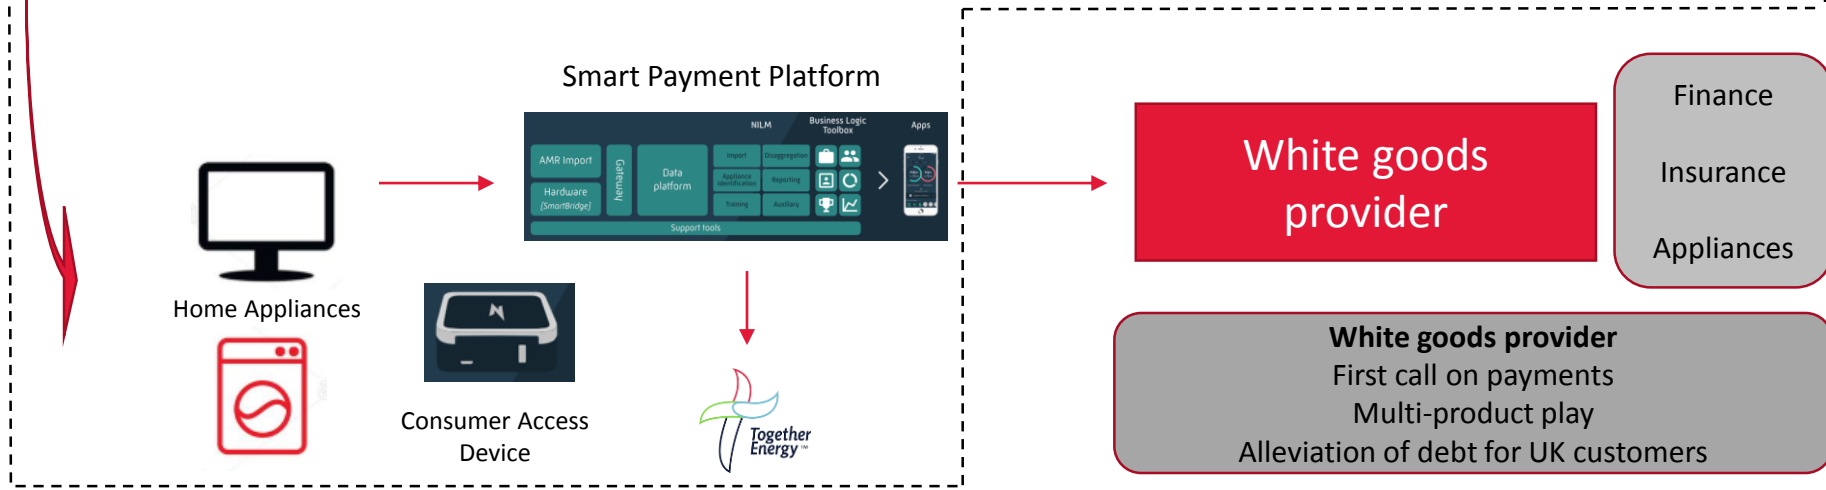 Smart Payment Platform
NILM
Business Logic
Toolbox
Apps
AMR Import
Hardware
(SmartBridge)
Gateway
Data
platform
Import
Disaggregation
Appliance
Identification
Reporting
Training
Auxiliary
Support tools
Home Appliances
Consumer Access
Device
Together
Energy
White goods
provider
Finance
Insurance
Appliances
White goods provider
First call on payments
Multi-product play
Alleviation of debt for UK customers